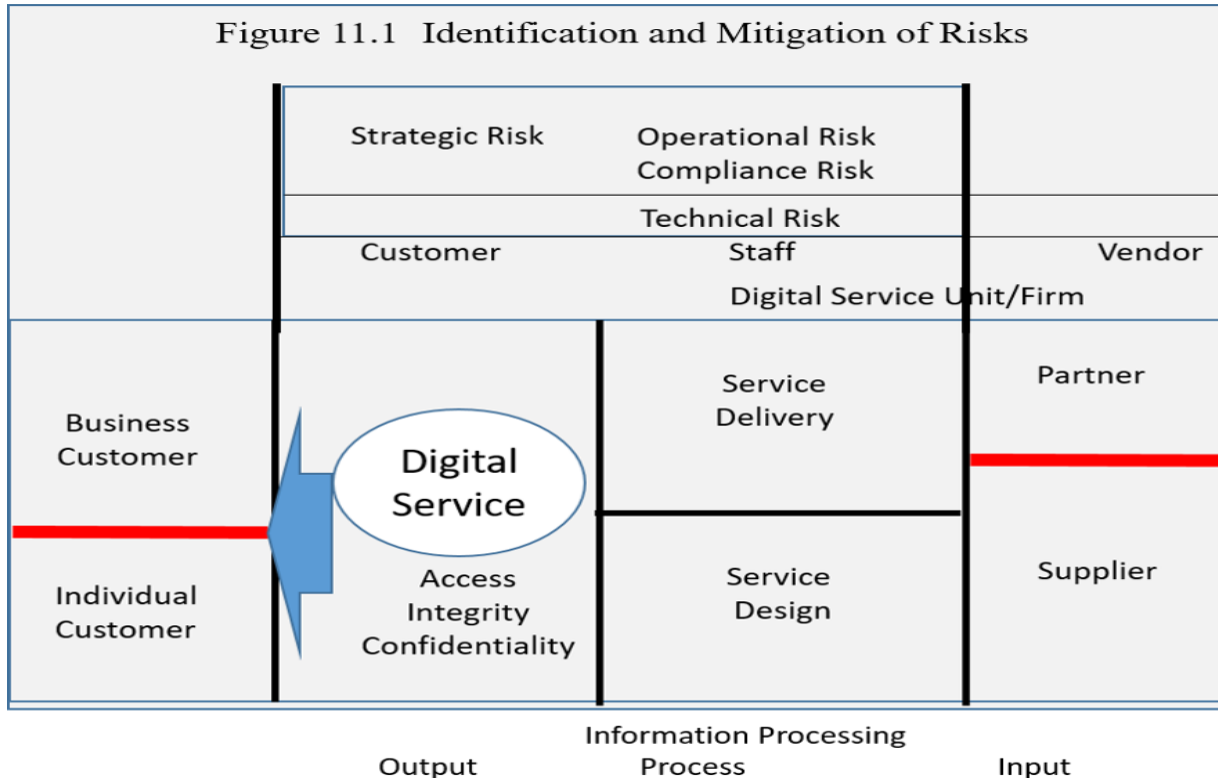 Figure 11.1 Identification and Mitigation of Risks
Strategic Risk
Operational Risk
Compliance Risk
Technical Risk
Customer
Staff
Vendor
Digital Service Unit/Firm
Business
Customer
Individual
Customer
Digital
Service
Access
Integrity
Confidentiality
Service
Delivery
Service
Design
Partner
Supplier
Information Processing
Output
Process
Input